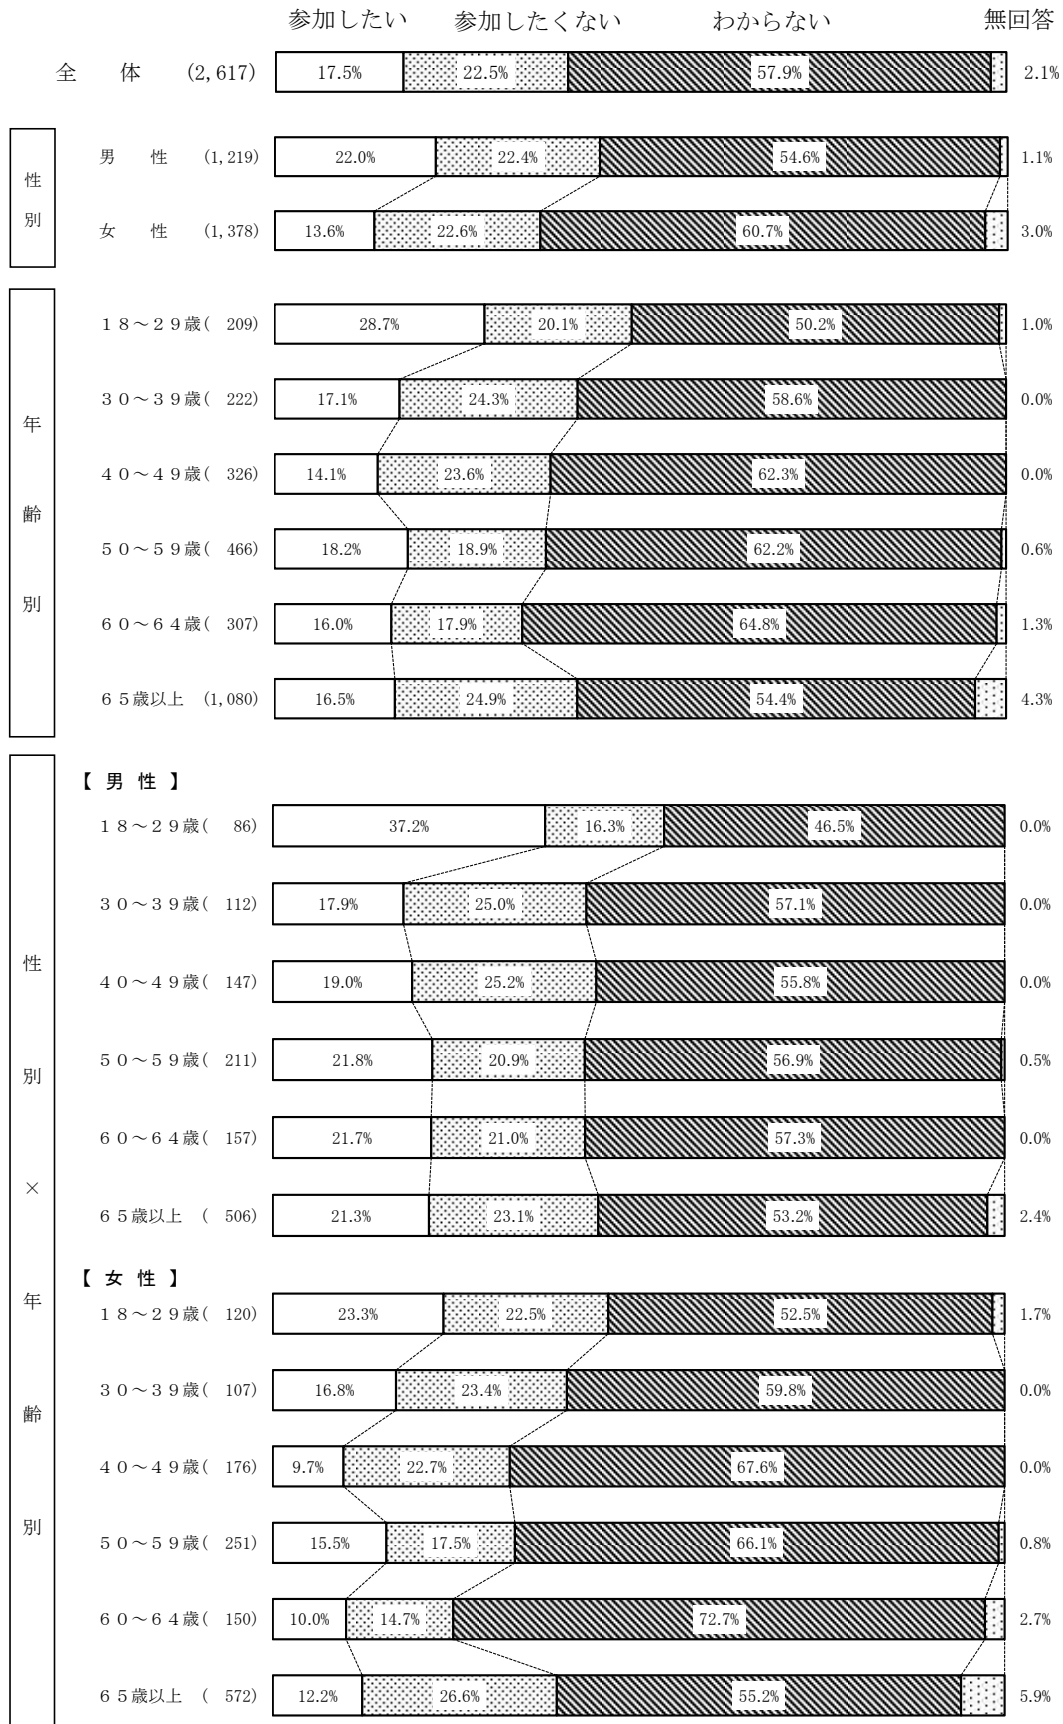 参加したい 参加したくない わからない 無回答
全 体 (2,617) 17.5% 22.5% 57.9% 2.1%
性別
男 性 (1,219) 22.0% 22.4% 54.6% 1.1%
女 性 (1,378) 13.6% 22.6% 60.7% 3.0%
年齢別
18～29歳( 209) 28.7% 20.1% 50.2% 1.0%
30～39歳( 222) 17.1% 24.3% 58.6% 0.0%
40～49歳( 326) 14.1% 23.6% 62.3% 0.0%
50～59歳( 466) 18.2% 18.9% 62.2% 0.6%
60～64歳( 307) 16.0% 17.9% 64.8% 1.3%
65歳以上 (1,080) 16.5% 24.9% 54.4% 4.3%
性別×年齢別
【 男 性 】
18～29歳( 86) 37.2% 16.3% 46.5% 0.0%
30～39歳( 112) 17.9% 25.0% 57.1% 0.0%
40～49歳( 147) 19.0% 25.2% 55.8% 0.0%
50～59歳( 211) 21.8% 20.9% 56.9% 0.5%
60～64歳( 157) 21.7% 21.0% 57.3% 0.0%
65歳以上 ( 506) 21.3% 23.1% 53.2% 2.4%
【 女 性 】
18～29歳( 120) 23.3% 22.5% 52.5% 1.7%
30～39歳( 107) 16.8% 23.4% 59.8% 0.0%
40～49歳( 176) 9.7% 22.7% 67.6% 0.0%
50～59歳( 251) 15.5% 17.5% 66.1% 0.8%
60～64歳( 150) 10.0% 14.7% 72.7% 2.7%
65歳以上 ( 572) 12.2% 26.6% 55.2% 5.9%